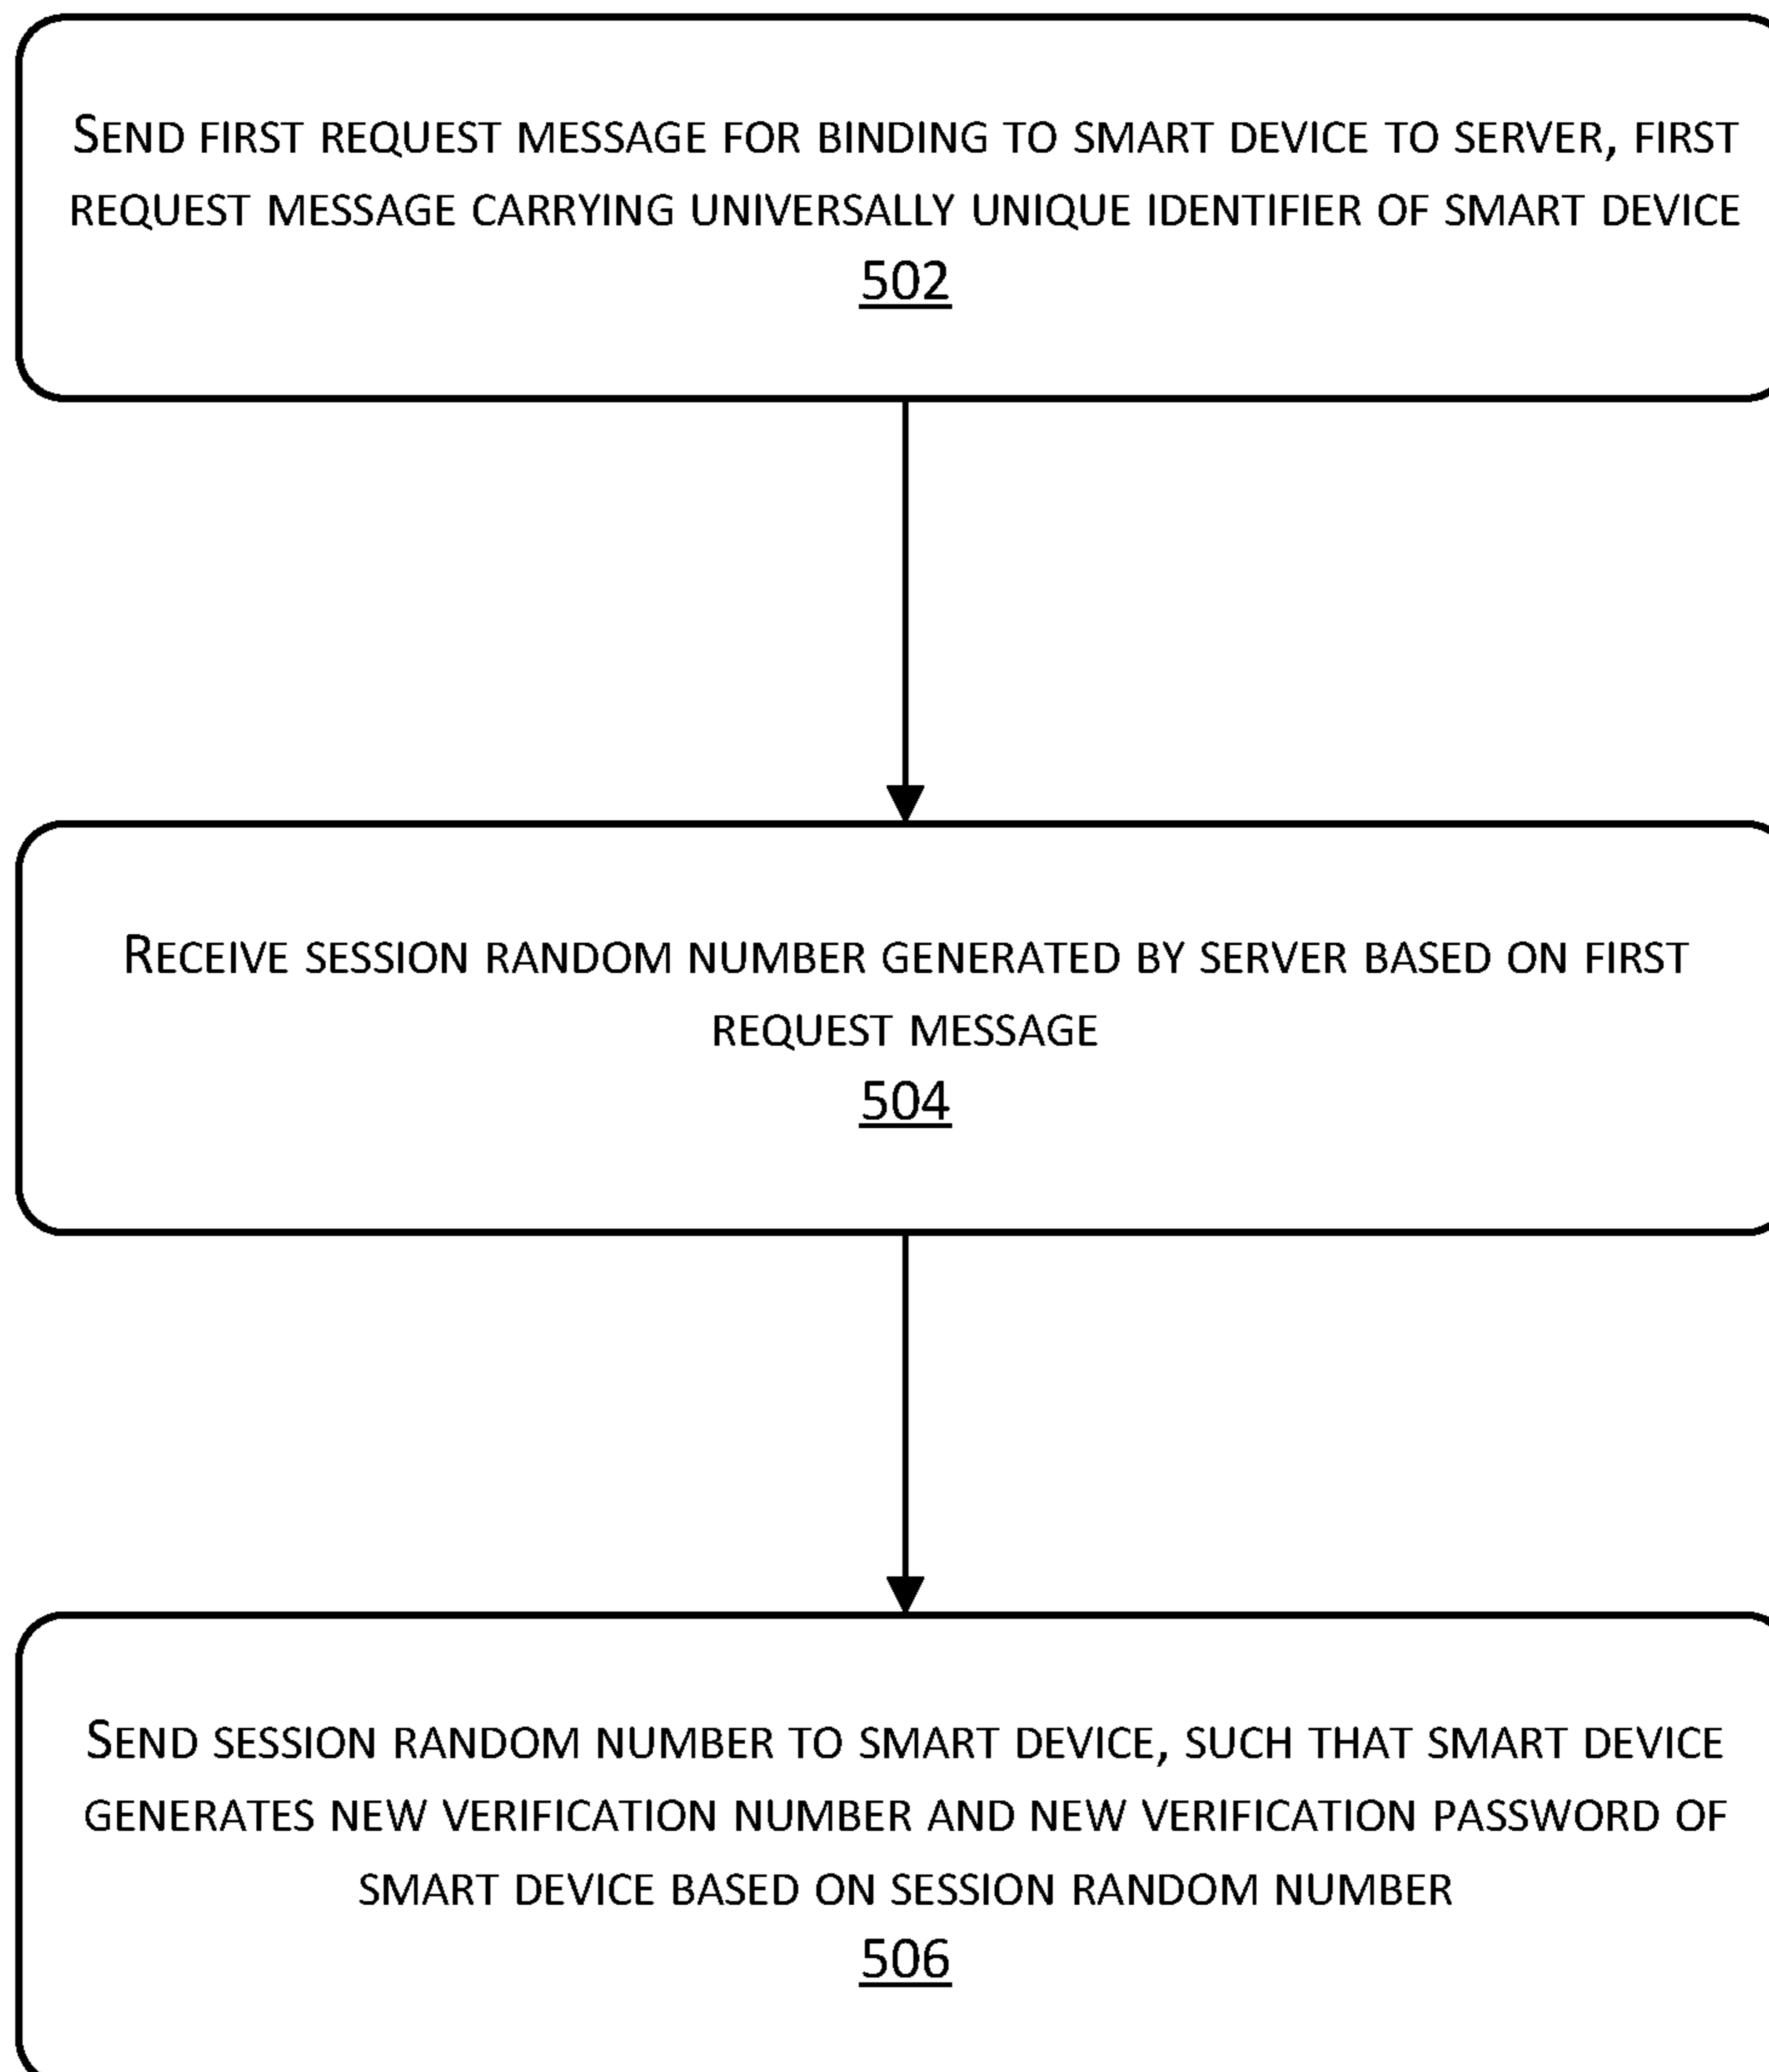 Send first request message for binding to smart device to server, first
request message carrying universally unique identifier of smart device
502
Receive session random number generated by server based on first
request message
504
Send session random number to smart device, such that smart device
generates new verification number and new verification password of
smart device based on session random number
506